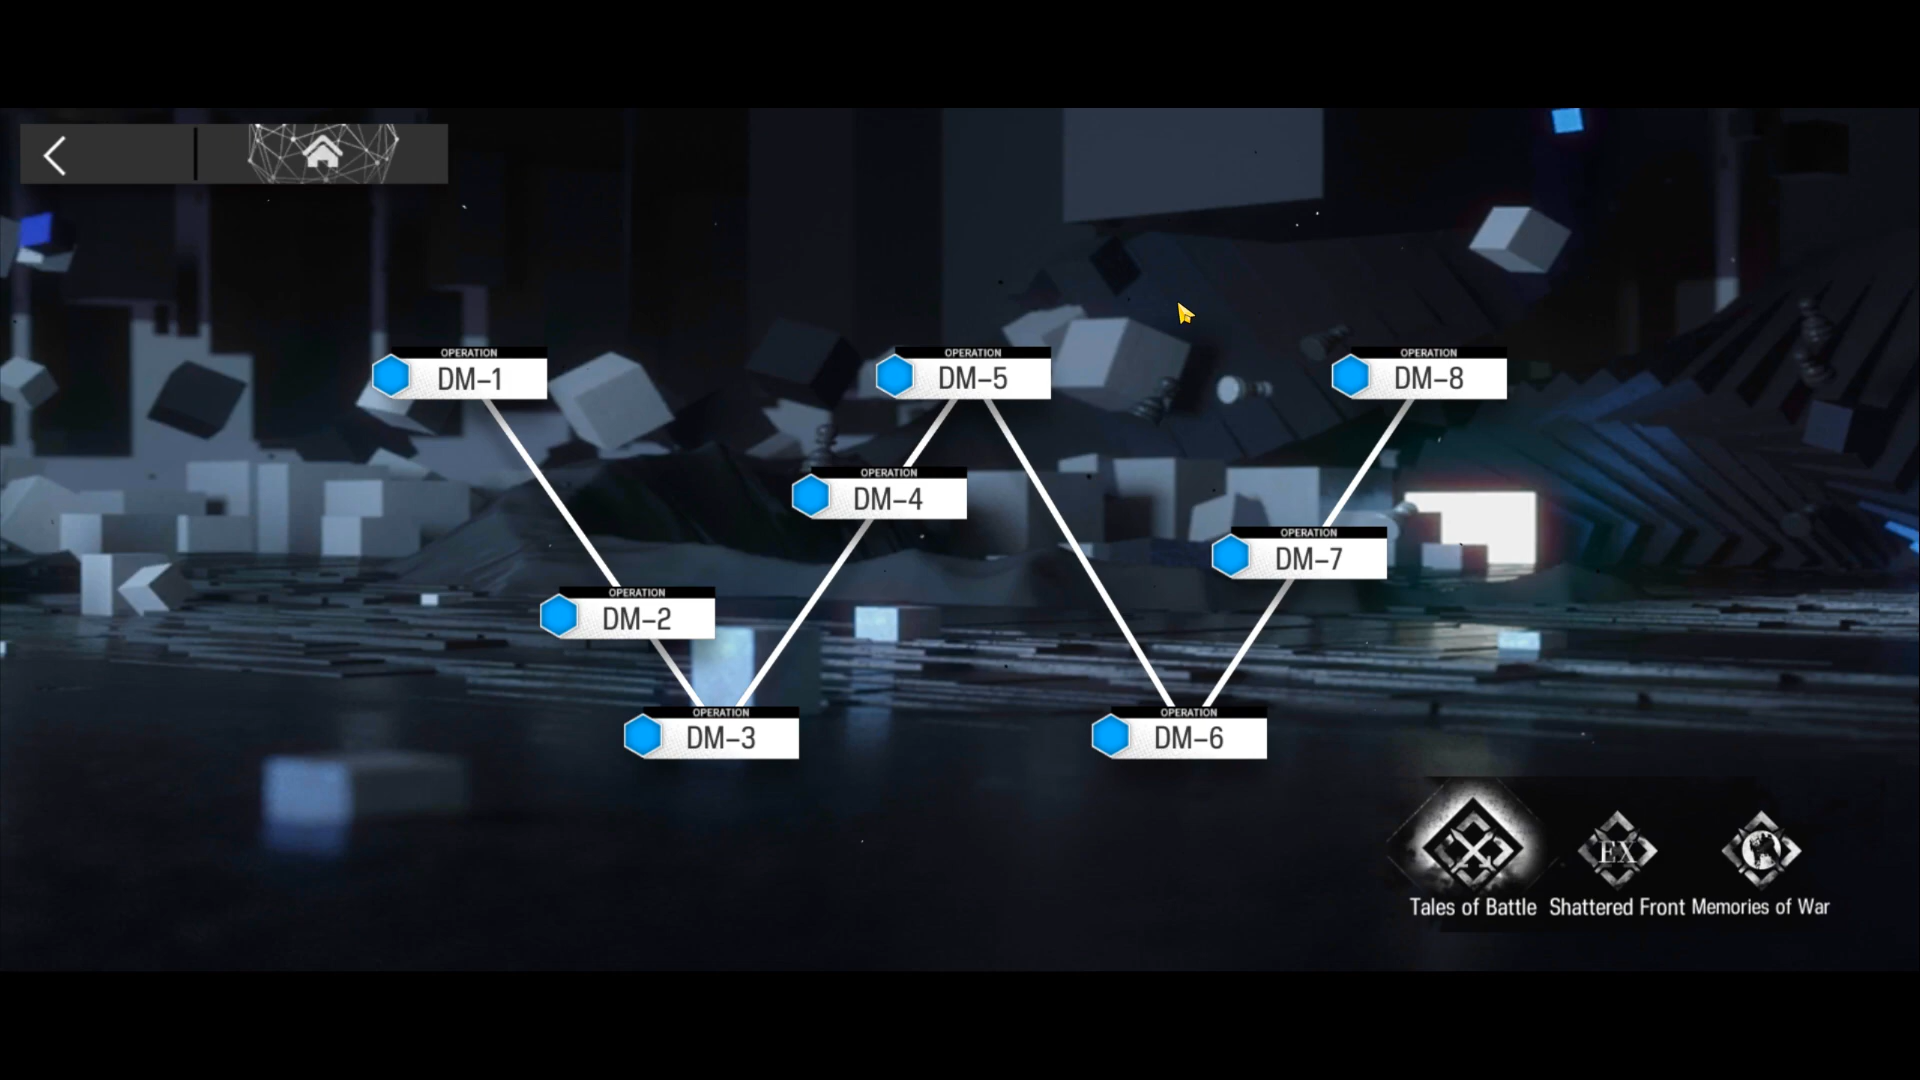 OPERATION
DM-1
OPERATION
DM-5
OPERATION
DM-8
OPERATION
DM-4
OPERATION
DM-7
OPERATION
DM-2
OPERATION
DM-3
OPERATION
DM-6
EX
Tales of Battle
Shattered Front
Memories of War